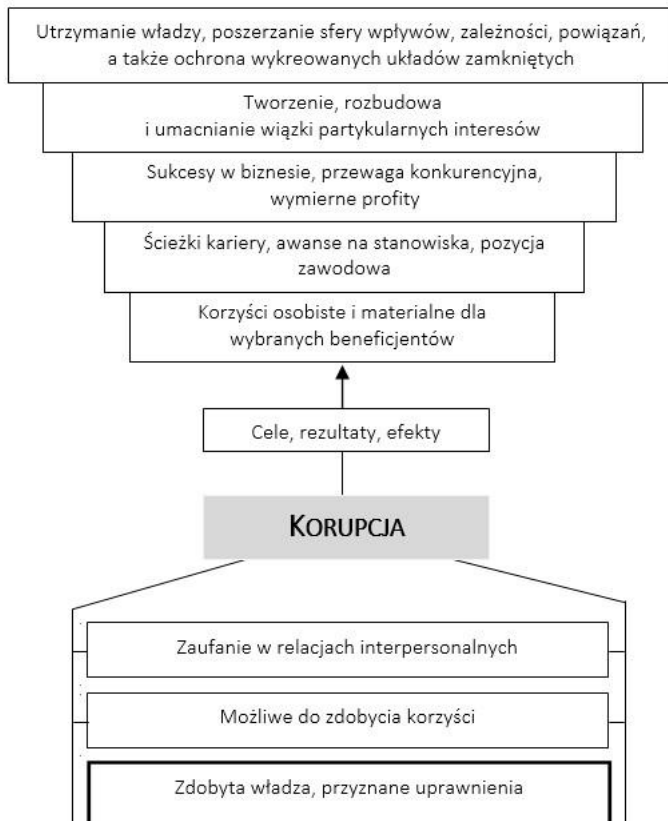 Utrzymanie władzy, poszerzanie sfery wpływów, zależności, powiązań,
a także ochrona wykreowanych układów zamkniętych
Tworzenie, rozbudowa
i umacnianie wiązki partykularnych interesów
Sukcesy w biznesie, przewaga konkurencyjna,
wymierne profity
Ścieżki kariery, awanse na stanowiska, pozycja
zawodowa
Korzyści osobiste i materialne dla
wybranych beneficjentów
Cele, rezultaty, efekty
KORUPCJA
Zaufanie w relacjach interpersonalnych
Możliwe do zdobycia korzyści
Zdobyta władza, przyznane uprawnienia